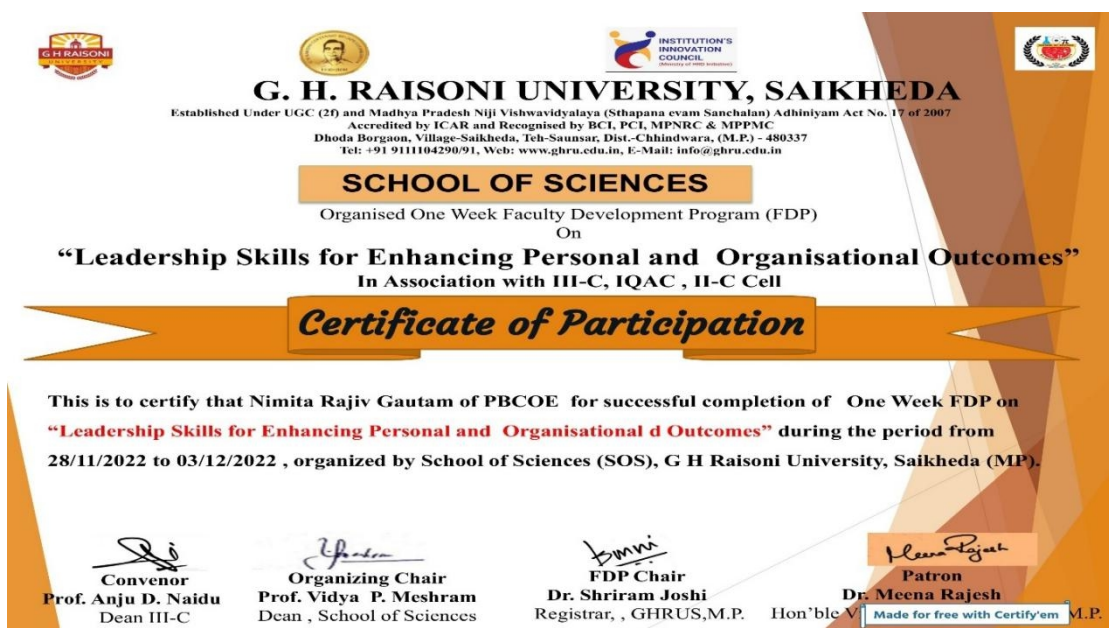 G H RAISONI
UNIVERSITY
INSTITUTION'S
INNOVATION
COUNCIL
(Ministry of HRD Initiative)
G. H. RAISONI UNIVERSITY, SAIKHEDA
Established Under UGC (2f) and Madhya Pradesh Niji Vishwavidyalaya (Sthapana evam Sanchalan) Adhiniyam Act No. 17 of 2007
Accredited by ICAR and Recognised by BCI, PCI, MPNRC & MPPMC
Dhoda Borgaon, Village-Saikheda, Teh-Saunsar, Dist.-Chhindwara, (M.P.) - 480337
Tel: +91 9111104290/91, Web: www.ghru.edu.in, E-Mail: info@ghru.edu.in
SCHOOL OF SCIENCES
Organised One Week Faculty Development Program (FDP)
On
“Leadership Skills for Enhancing Personal and Organisational Outcomes”
In Association with III-C, IQAC , II-C Cell
Certificate of Participation
This is to certify that Nimita Rajiv Gautam of PBCOE for successful completion of One Week FDP on
“Leadership Skills for Enhancing Personal and Organisational d Outcomes” during the period from
28/11/2022 to 03/12/2022 , organized by School of Sciences (SOS), G H Raisoni University, Saikheda (MP).
Meena Rajesh
Convenor Organizing Chair FDP Chair Patron
Prof. Anju D. Naidu Prof. Vidya P. Meshram Dr. Shriram Joshi Dr. Meena Rajesh
Dean III-C Dean , School of Sciences Registrar, , GHRUS,M.P. Hon'ble M.P.
Made for free with Certify'em